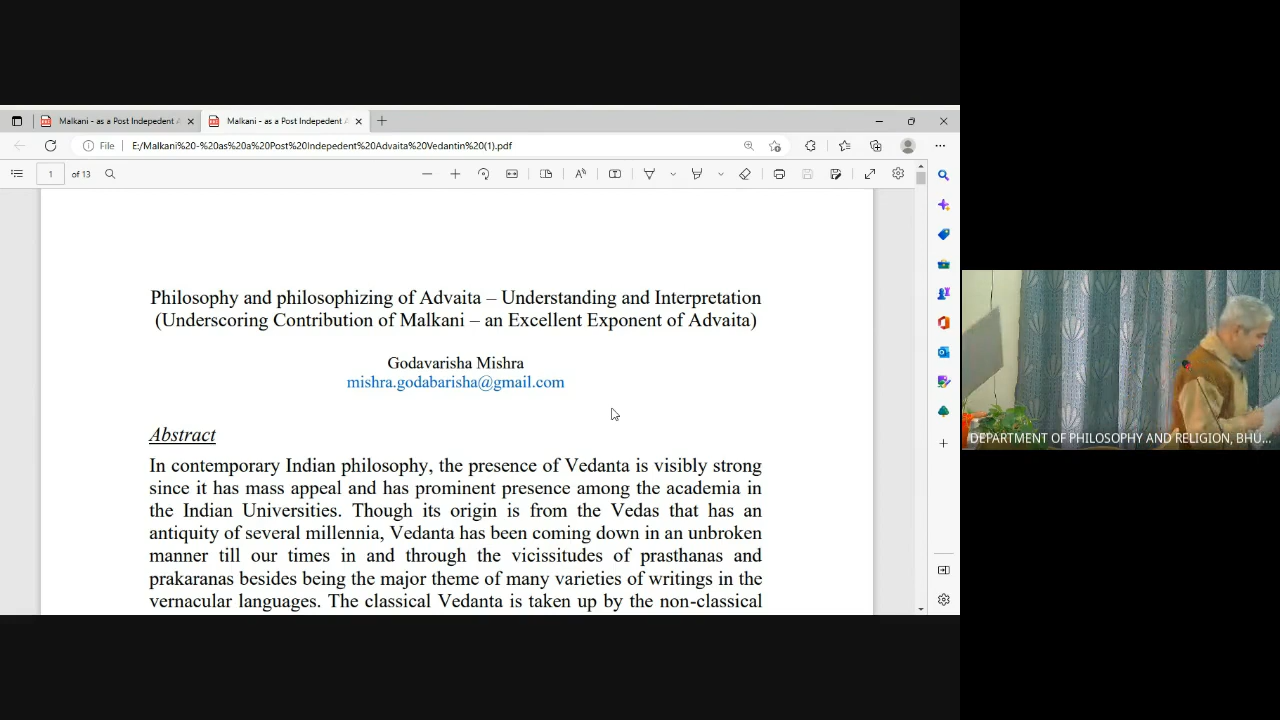 Malkani - as a Post Indepedent A
Malkani - as a Post Indepedent A
File
E:/Malkani%20-%20as%20a%20Post%20Indepedent%20Advaita%20Vedantin%20(1).pdf
1 of 13
Philosophy and philosophizing of Advaita – Understanding and Interpretation
(Underscoring Contribution of Malkani – an Excellent Exponent of Advaita)
Godavarisha Mishra
mishra.godabarisha@gmail.com
Abstract
In contemporary Indian philosophy, the presence of Vedanta is visibly strong
since it has mass appeal and has prominent presence among the academia in
the Indian Universities. Though its origin is from the Vedas that has an
antiquity of several millennia, Vedanta has been coming down in an unbroken
manner till our times in and through the vicissitudes of prasthanas and
prakaranas besides being the major theme of many varieties of writings in the
vernacular languages. The classical Vedanta is taken up by the non-classical
DEPARTMENT OF PHILOSOPHY AND RELIGION, BHU...